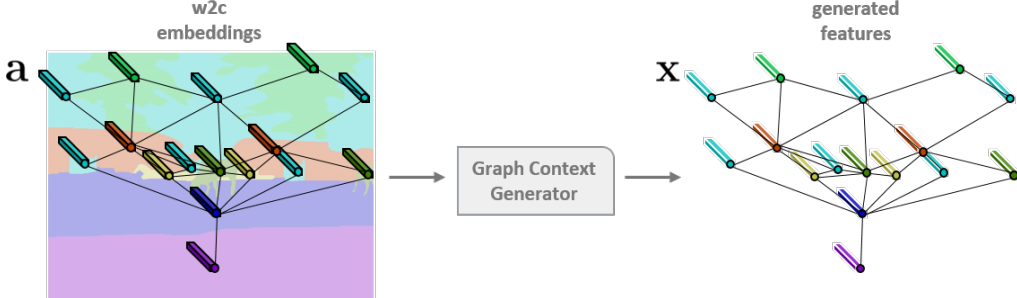 w2c
embeddings
generated
features
a
x
Graph Context
Generator